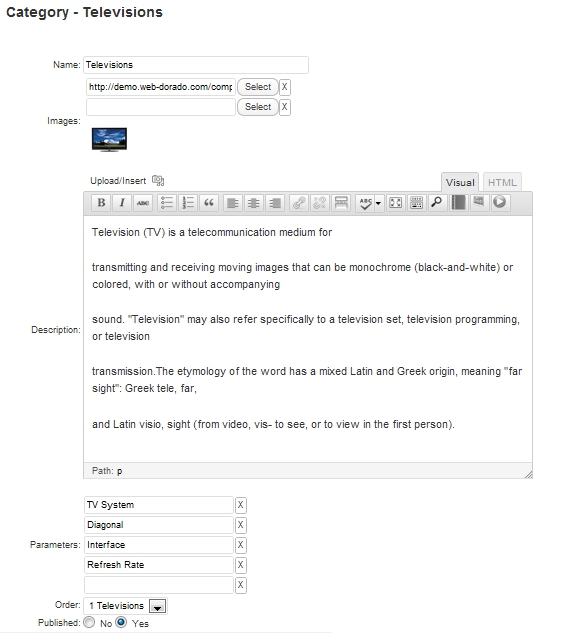 Category - Televisions
Name: Televisions
http://demo.web-dorado.com/comp Select X
Select X
Images:
Upload/Insert Visual HTML
B I ABC ABC
Television (TV) is a telecommunication medium for
transmitting and receiving moving images that can be monochrome (black-and-white) or
colored, with or without accompanying
sound. "Television" may also refer specifically to a television set, television programming,
or television
Description:
transmission.The etymology of the word has a mixed Latin and Greek origin, meaning "far
sight": Greek tele, far,
and Latin visio, sight (from video, vis- to see, or to view in the first person).
Path: p
TV System X
Diagonal X
Parameters: Interface X
Refresh Rate X
X
Order: 1 Televisions
Published: No Yes